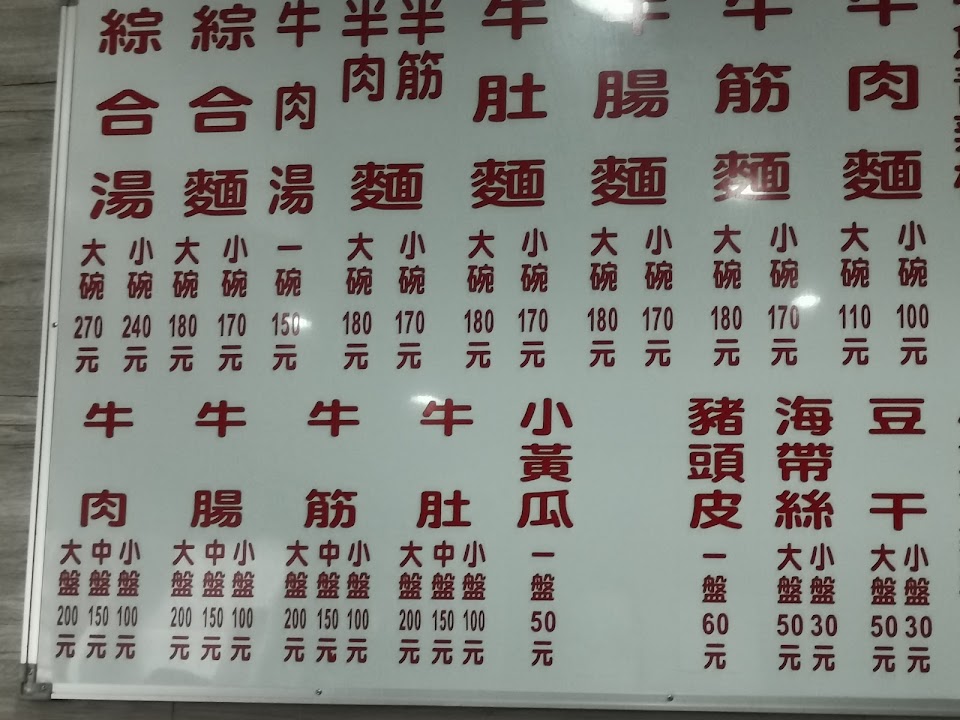 牛肉麵
小碗100元
大碗110元
牛筋麵
小碗170元
大碗180元
牛腸麵
小碗170元
大碗180元
牛肚麵
小碗170元
大碗180元
半筋半肉麵
小碗170元
大碗180元
牛肉湯
一碗150元
綜合麵
小碗170元
大碗180元
綜合湯
小碗240元
大碗270元
豆干
小盤30元
大盤50元
海帶絲
小盤30元
大盤50元
豬頭皮
一盤60元
小黃瓜
一盤50元
牛肚
小盤100元
中盤150元
大盤200元
牛筋
小盤100元
中盤150元
大盤200元
牛腸
小盤100元
中盤150元
大盤200元
牛肉
小盤100元
中盤150元
大盤200元